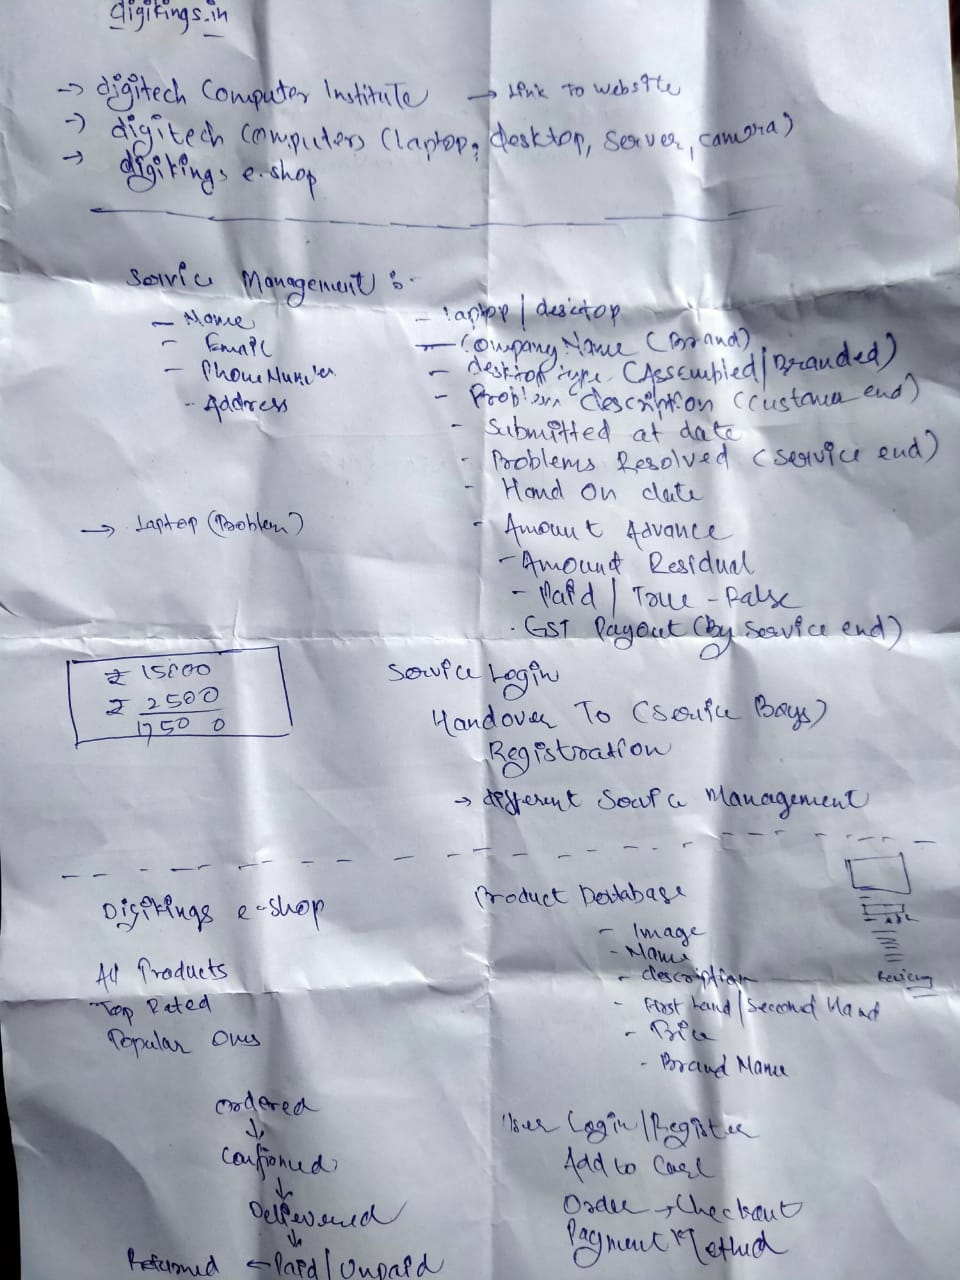 digikings.in
→ digitech Computer Institute → Link To website
→ digitech Computers (laptop, desktop, Server, camera)
→ digikings e-shop
Service Management :-
- Name
- Email
- Phone Number
- Address
→ Laptop (Problem)
- laptop / desktop
- Company Name (Brand)
- desktop type (Assembled/Branded)
- Problem description (Customer end)
- Submitted at date
- Problems Resolved (Service end)
- Hand On date
- Amount Advance
- Amount Residual
- Paid / True - False
. GST Payout (by Service end)
₹ 15000
₹ 2500
17500
Service Login
Handover To (Service Boys)
Registration
→ different Service Management
Digikings e-shop
All Products
Top Rated
Popular Ones
Ordered
↓
Confirmed
↓
Delivered
↓
Returned ← Paid / Unpaid
Product Database
- Image
- Name
- description
- First hand / Second Hand
- Price
- Brand Name
Reviews
User Login / Register
Add to Cart
Order → Checkout
Payment Method